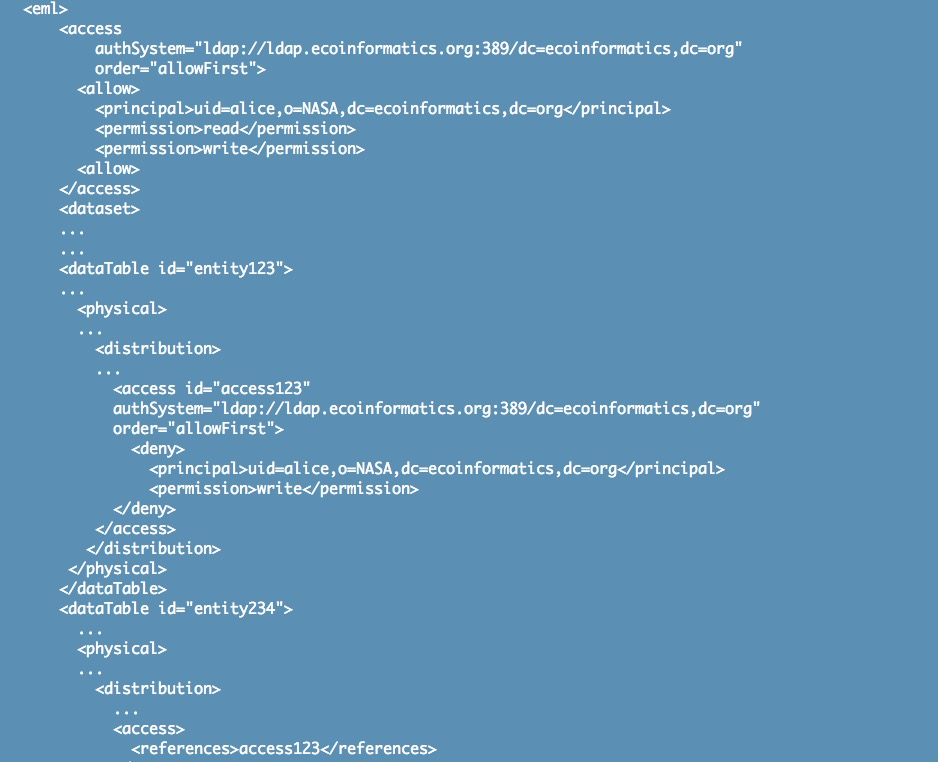 <eml>
<access
authSystem="ldap://ldap.ecoinformatics.org:389/dc=ecoinformatics,dc=org"
order="allowFirst">
<allow>
<principal>uid=alice,o=NASA,dc=ecoinformatics,dc=org</principal>
<permission>read</permission>
<permission>write</permission>
<allow>
</access>
<dataset>
...
...
<dataTable id="entity123">
...
<physical>
...
<distribution>
...
<access id="access123"
authSystem="ldap://ldap.ecoinformatics.org:389/dc=ecoinformatics,dc=org"
order="allowFirst">
<deny>
<principal>uid=alice,o=NASA,dc=ecoinformatics,dc=org</principal>
<permission>write</permission>
</deny>
</access>
</distribution>
</physical>
</dataTable>
<dataTable id="entity234">
...
<physical>
...
<distribution>
...
<access>
<references>access123</references>